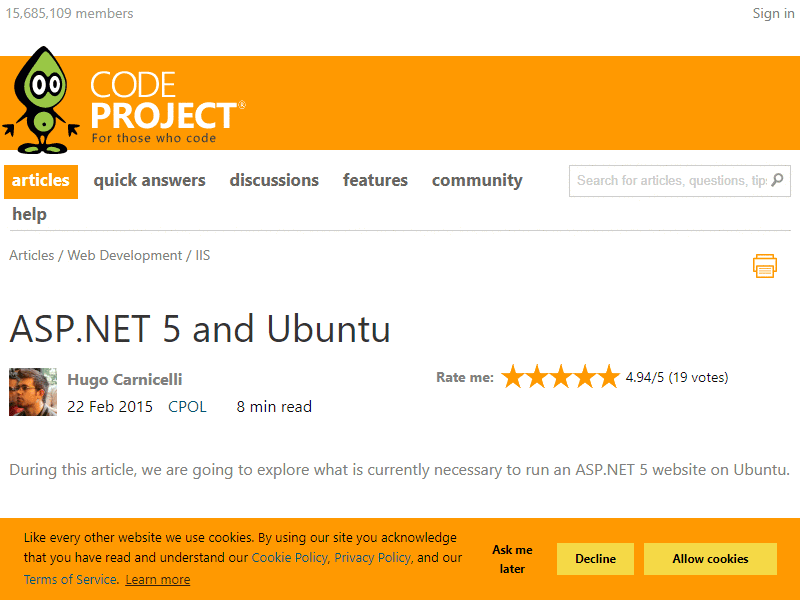 15,685,109 members
Sign in
CODE
PROJECT®
For those who code
articles quick answers discussions features community
Search for articles, questions, tips
help
Articles / Web Development / IIS
ASP.NET 5 and Ubuntu
Hugo Carnicelli
22 Feb 2015 CPOL 8 min read
Rate me: 4.94/5 (19 votes)
During this article, we are going to explore what is currently necessary to run an ASP.NET 5 website on Ubuntu.
Like every other website we use cookies. By using our site you acknowledge
that you have read and understand our Cookie Policy, Privacy Policy, and our
Terms of Service. Learn more
Ask me
later
Decline
Allow cookies